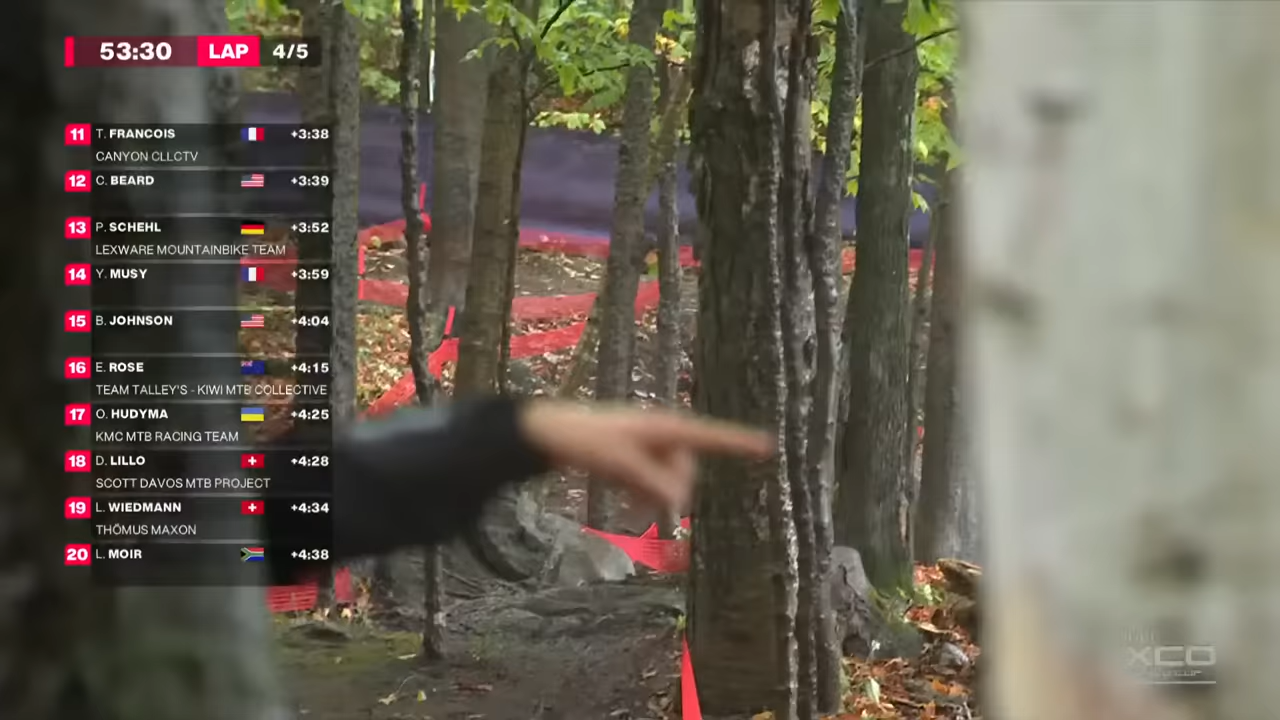 53:30 LAP 4/5
11 T. FRANCOIS +3:38
CANYON CLLCTV
12 C. BEARD +3:39
13 P. SCHEHL +3:52
LEXWARE MOUNTAINBIKE TEAM
14 Y. MUSY +3:59
15 B. JOHNSON +4:04
16 E. ROSE +4:15
TEAM TALLEY'S - KIWI MTB COLLECTIVE
17 O. HUDYMA +4:25
KMC MTB RACING TEAM
18 D. LILLO +4:28
SCOTT DAVOS MTB PROJECT
19 L. WIEDMANN +4:34
THÖMUS MAXON
20 L. MOIR +4:38
XCO